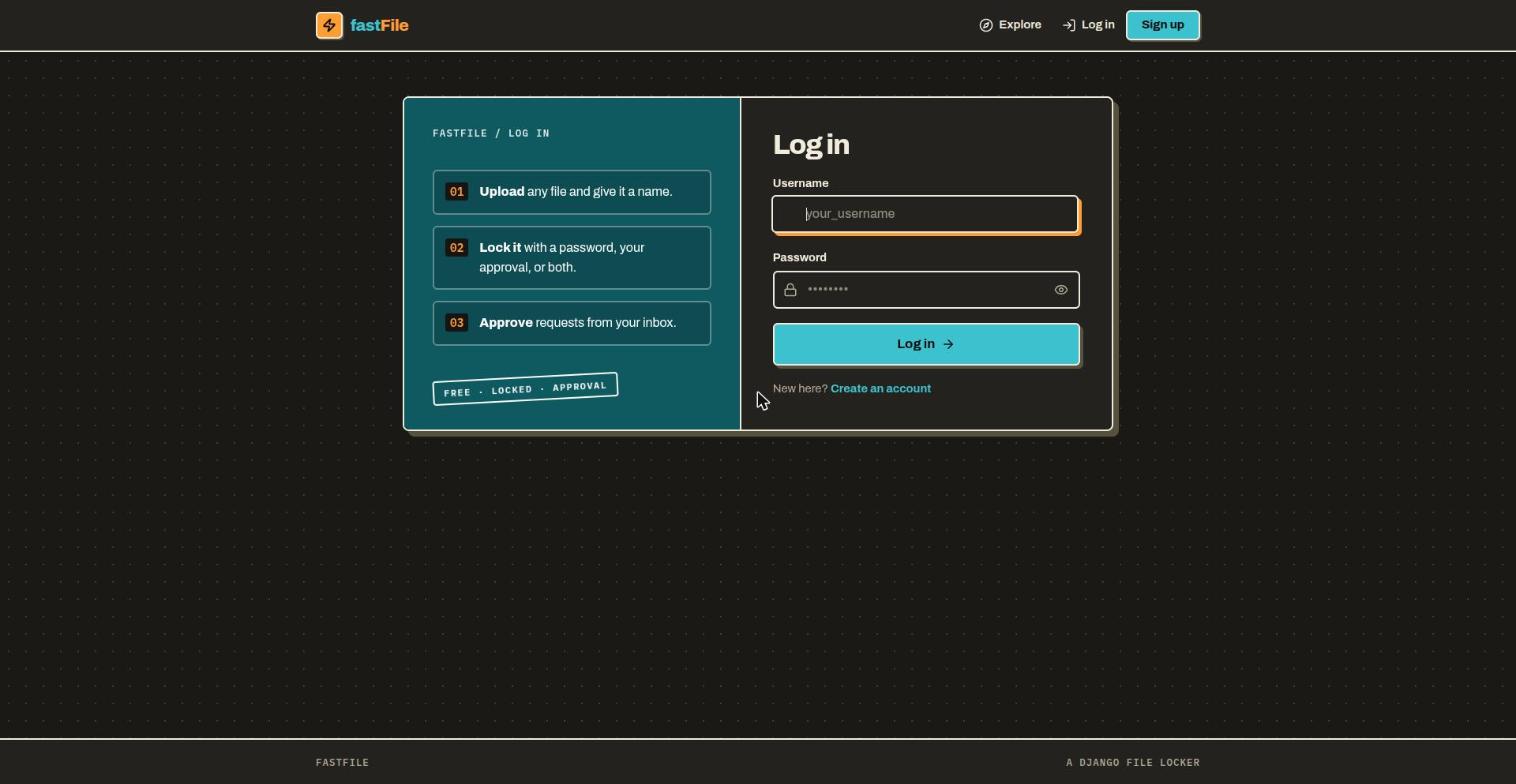 fastFile
Explore
Log in
Sign up
FASTFILE / LOG IN
01 Upload any file and give it a name.
02 Lock it with a password, your
approval, or both.
03 Approve requests from your inbox.
FREE · LOCKED · APPROVAL
Log in
Username
your_username
Password
••••••••
Log in →
New here? Create an account
FASTFILE
A DJANGO FILE LOCKER